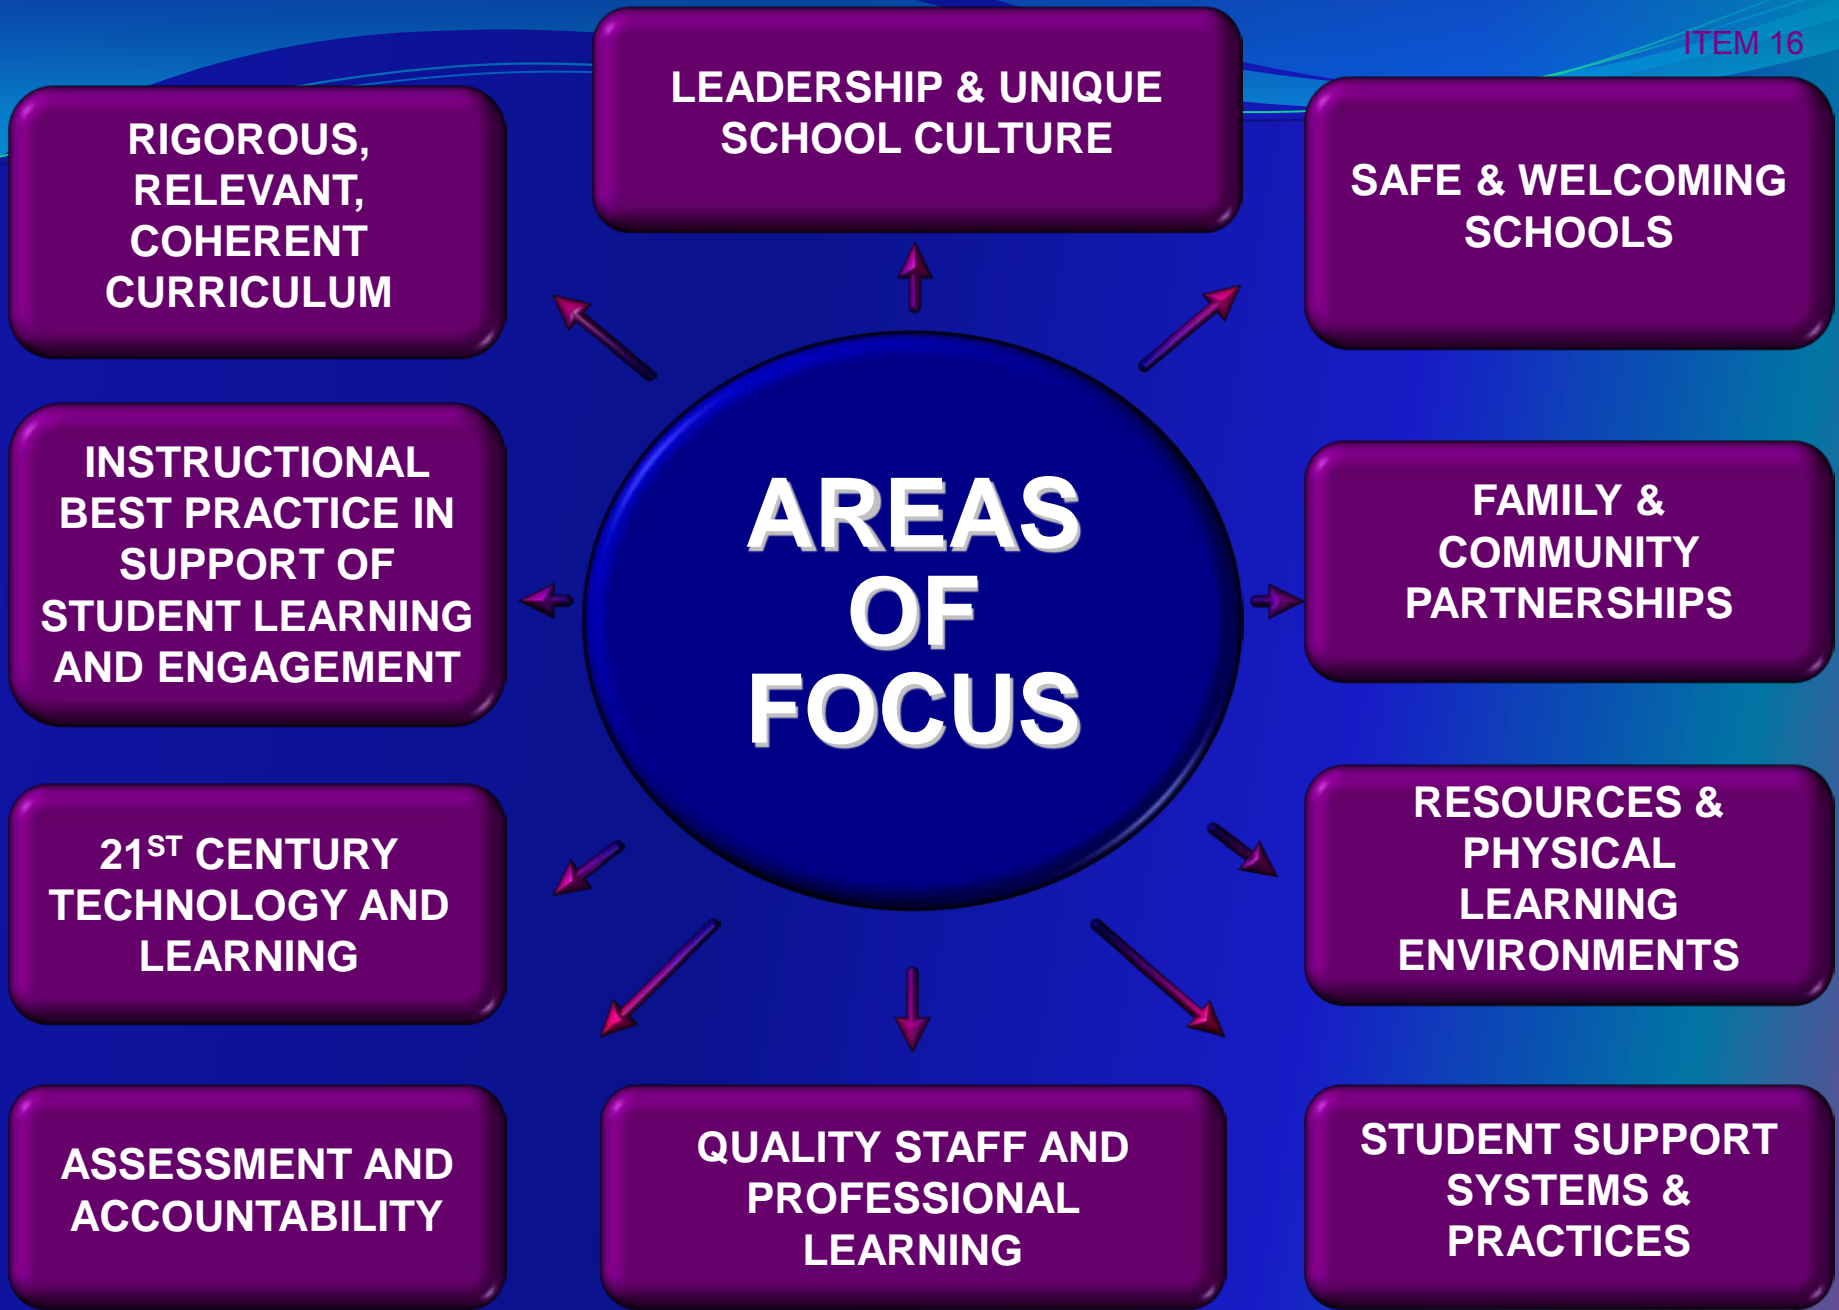 ITEM 16
LEADERSHIP & UNIQUE
SCHOOL CULTURE
RIGOROUS,
RELEVANT,
COHERENT
CURRICULUM
SAFE & WELCOMING
SCHOOLS
INSTRUCTIONAL
BEST PRACTICE IN
SUPPORT OF
STUDENT LEARNING
AND ENGAGEMENT
AREAS
OF
FOCUS
FAMILY &
COMMUNITY
PARTNERSHIPS
21ST CENTURY
TECHNOLOGY AND
LEARNING
RESOURCES &
PHYSICAL
LEARNING
ENVIRONMENTS
ASSESSMENT AND
ACCOUNTABILITY
QUALITY STAFF AND
PROFESSIONAL
LEARNING
STUDENT SUPPORT
SYSTEMS &
PRACTICES